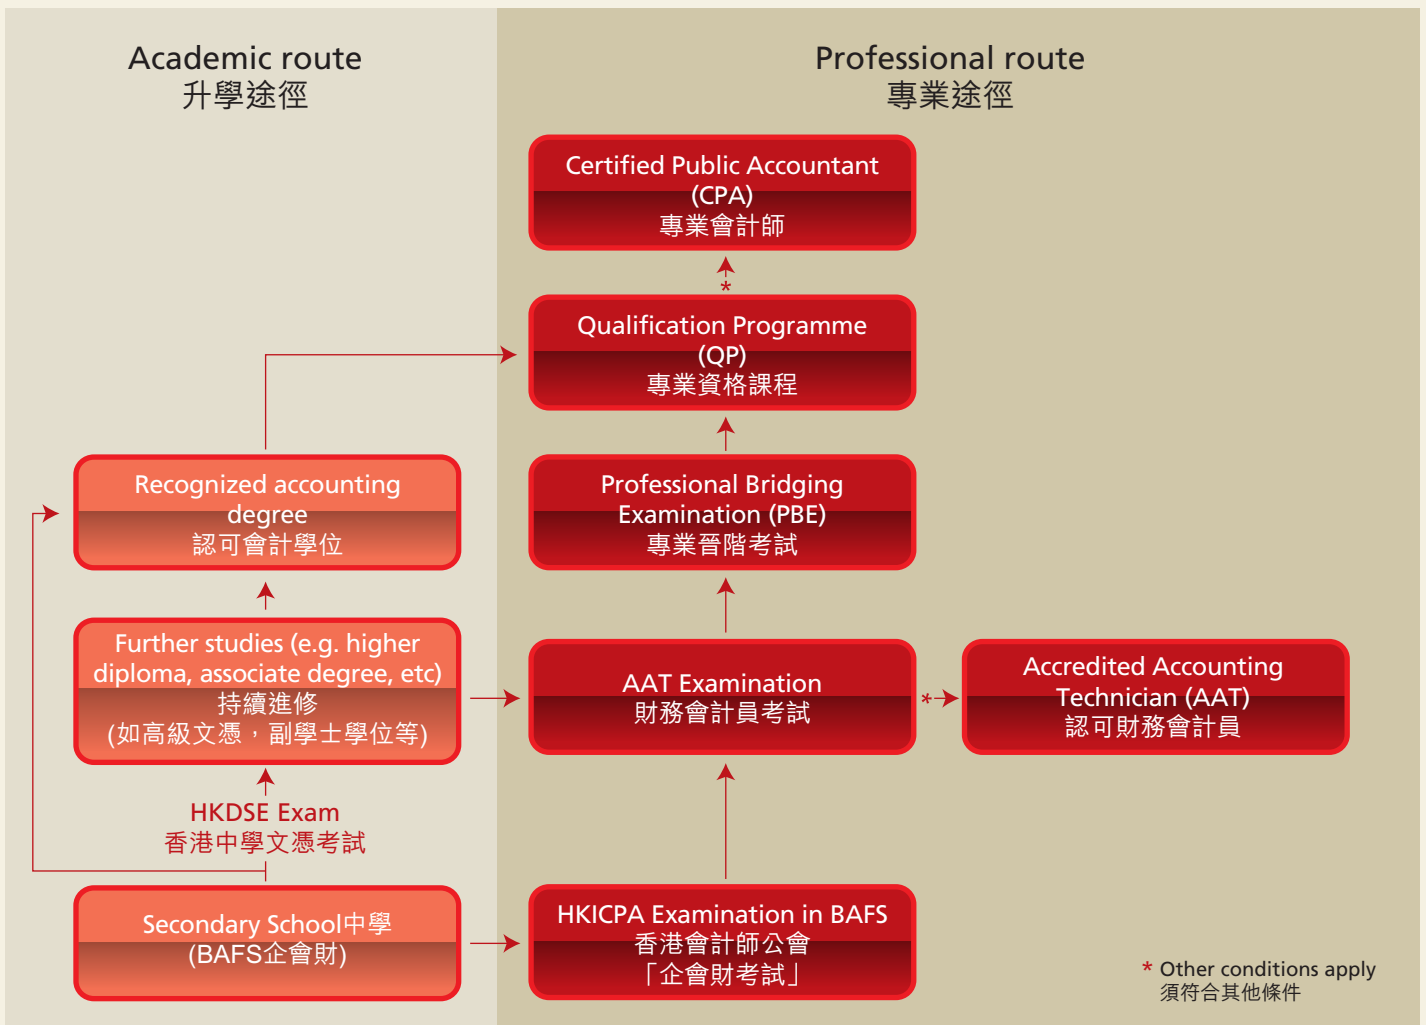 Academic route
升學途徑
Professional route
專業途徑
Certified Public Accountant
(CPA)
專業會計師
*
Qualification Programme
(QP)
專業資格課程
Recognized accounting
degree
認可會計學位
Professional Bridging
Examination (PBE)
專業晉階考試
Further studies (e.g. higher
diploma, associate degree, etc)
持續進修
(如高級文憑，副學士學位等)
AAT Examination
財務會計員考試
*
Accredited Accounting
Technician (AAT)
認可財務會計員
HKDSE Exam
香港中學文憑考試
Secondary School中學
(BAFS企會財)
HKICPA Examination in BAFS
香港會計師公會
「企會財考試」
* Other conditions apply
須符合其他條件